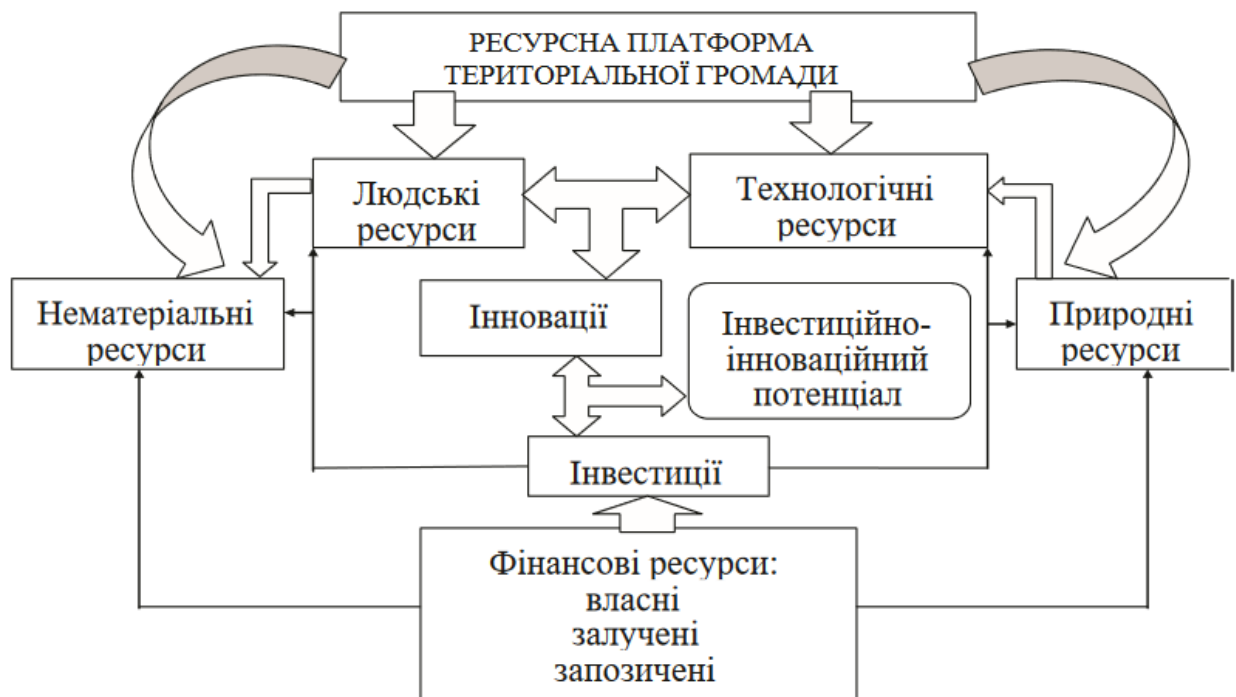 РЕСУРСНА ПЛАТФОРМА
ТЕРИТОРІАЛЬНОЇ ГРОМАДИ
Людські
ресурси
Технологічні
ресурси
Нематеріальні
ресурси
Інновації
Інвестиційно-
інноваційний
потенціал
Природні
ресурси
Інвестиції
Фінансові ресурси:
власні
залучені
запозичені